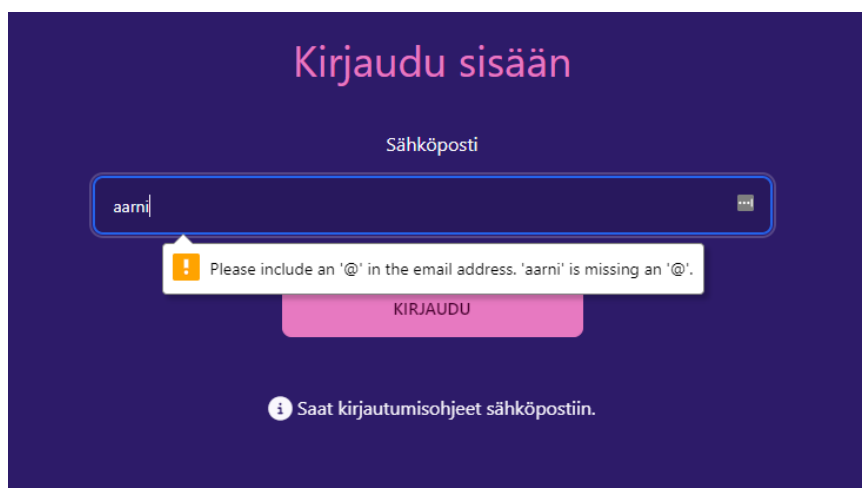 Kirjaudu sisään
Sähköposti
aarni
Please include an '@' in the email address. 'aarni' is missing an '@'.
KIRJAUDU
Saat kirjautumisohjeet sähköpostiin.